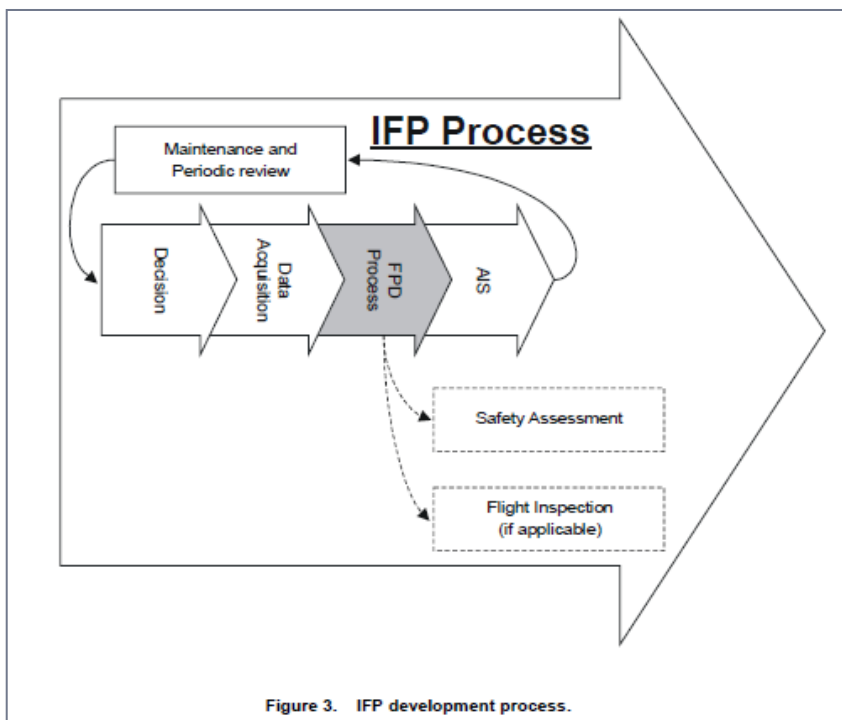 IFP Process
Maintenance and
Periodic review
Decision
Data
Acquisition
FPD
Process
AIS
Safety Assessment
Flight Inspection
(if applicable)
Figure 3. IFP development process.